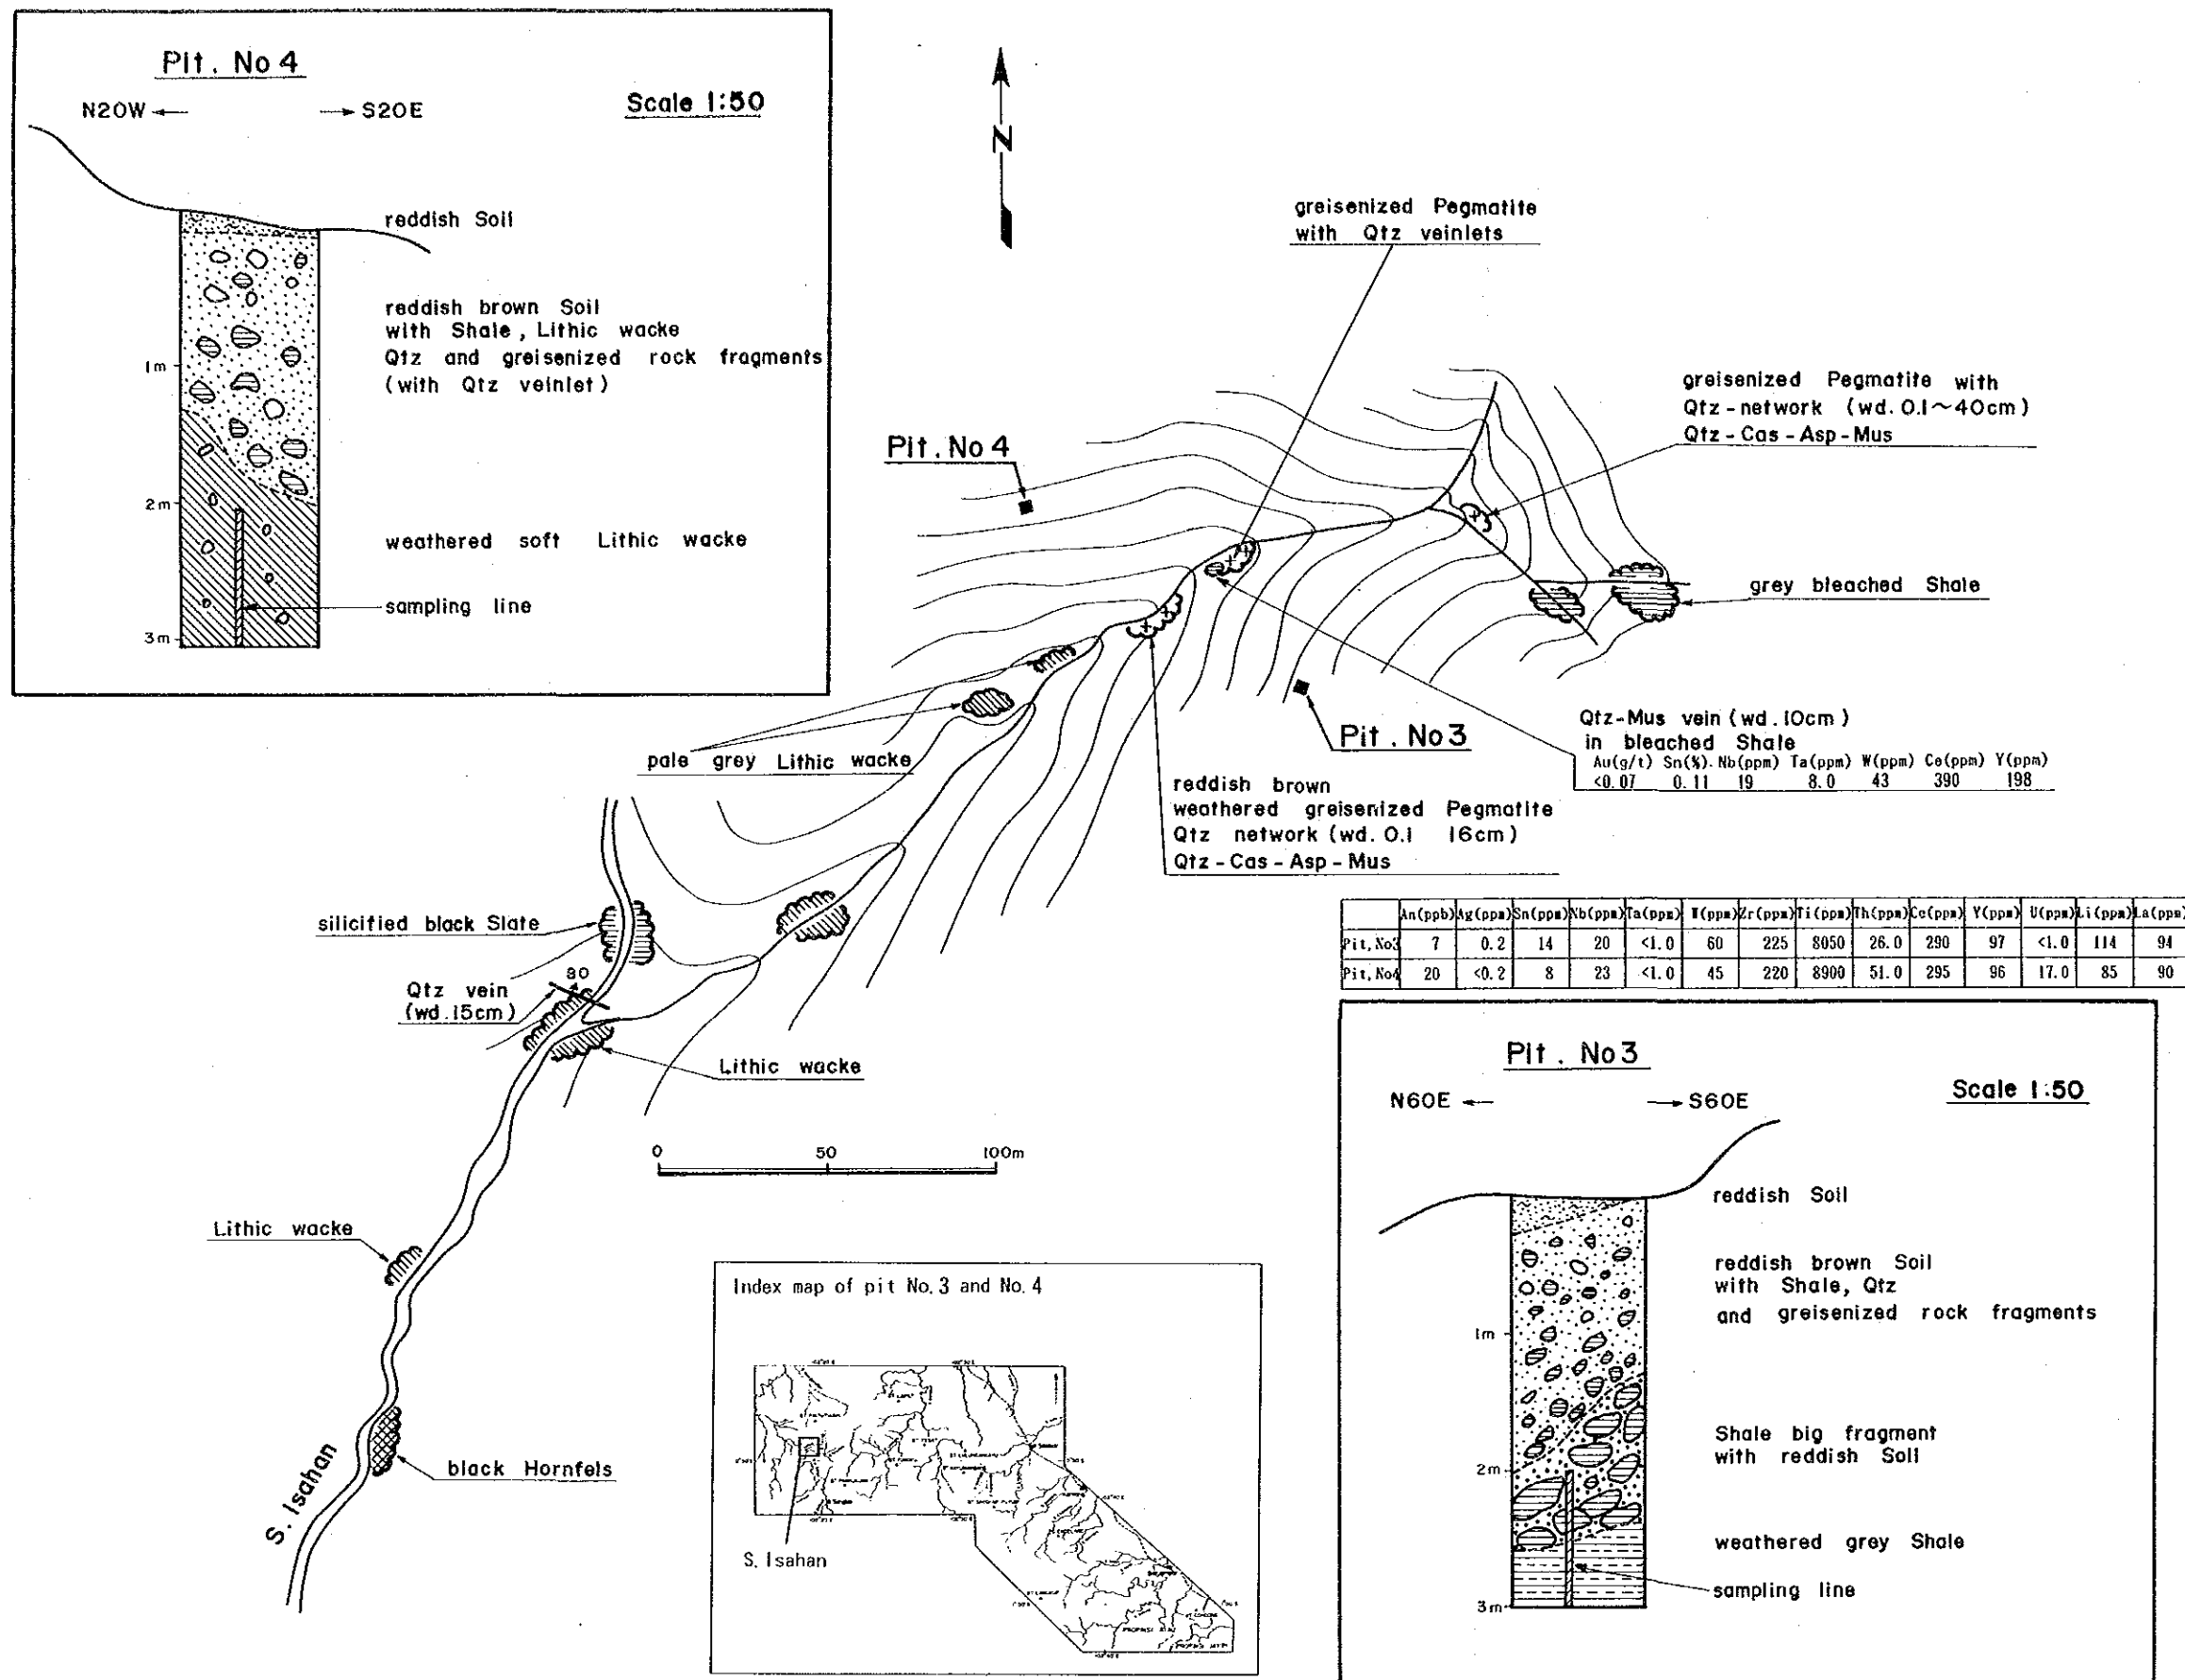 Pit. No 4
N20W
S20E
Scale 1:50
reddish Soil
reddish brown Soil
with Shale, Lithic wacke
Qtz and greisenized rock fragments
(with Qtz veinlet)
1m
2m
weathered soft Lithic wacke
sampling line
3m
N
greisenized Pegmatite
with Qtz veinlets
greisenized Pegmatite with
Qtz-network (wd. 0.1~40cm)
Qtz-Cas-Asp-Mus
Pit. No 4
grey bleached Shale
Pit. No 3
Qtz-Mus vein (wd. 10cm)
in bleached Shale
Au(g/t) Sn(%). Nb(ppm) Ta(ppm) W(ppm) Ce(ppm) Y(ppm)
<0.07 0.11 19 8.0 43 390 198
pale grey Lithic wacke
reddish brown
weathered greisenized Pegmatite
Qtz network (wd. 0.1 16cm)
Qtz-Cas-Asp-Mus
silicified black Slate
80
Qtz vein
(wd. 15cm)
Lithic wacke
0 50 100m
Lithic wacke
black Hornfels
S. Isahan
An(ppb) Ag(ppm) Sn(ppm) Nb(ppm) Ta(ppm) W(ppm) Zr(ppm) Ti(ppm) Th(ppm) Ce(ppm) Y(ppm) U(ppm) Li(ppm) La(ppm)
Pit, No3 7 0.2 14 20 <1.0 60 225 8050 26.0 290 97 <1.0 114 94
Pit, No4 20 <0.2 8 23 <1.0 45 220 8900 51.0 295 96 17.0 85 90
Pit. No 3
N60E
S60E
Scale 1:50
reddish Soil
reddish brown Soil
with Shale, Qtz
and greisenized rock fragments
1m
Shale big fragment
with reddish Soil
2m
weathered grey Shale
sampling line
3m
Index map of pit No. 3 and No. 4
S. Isahan